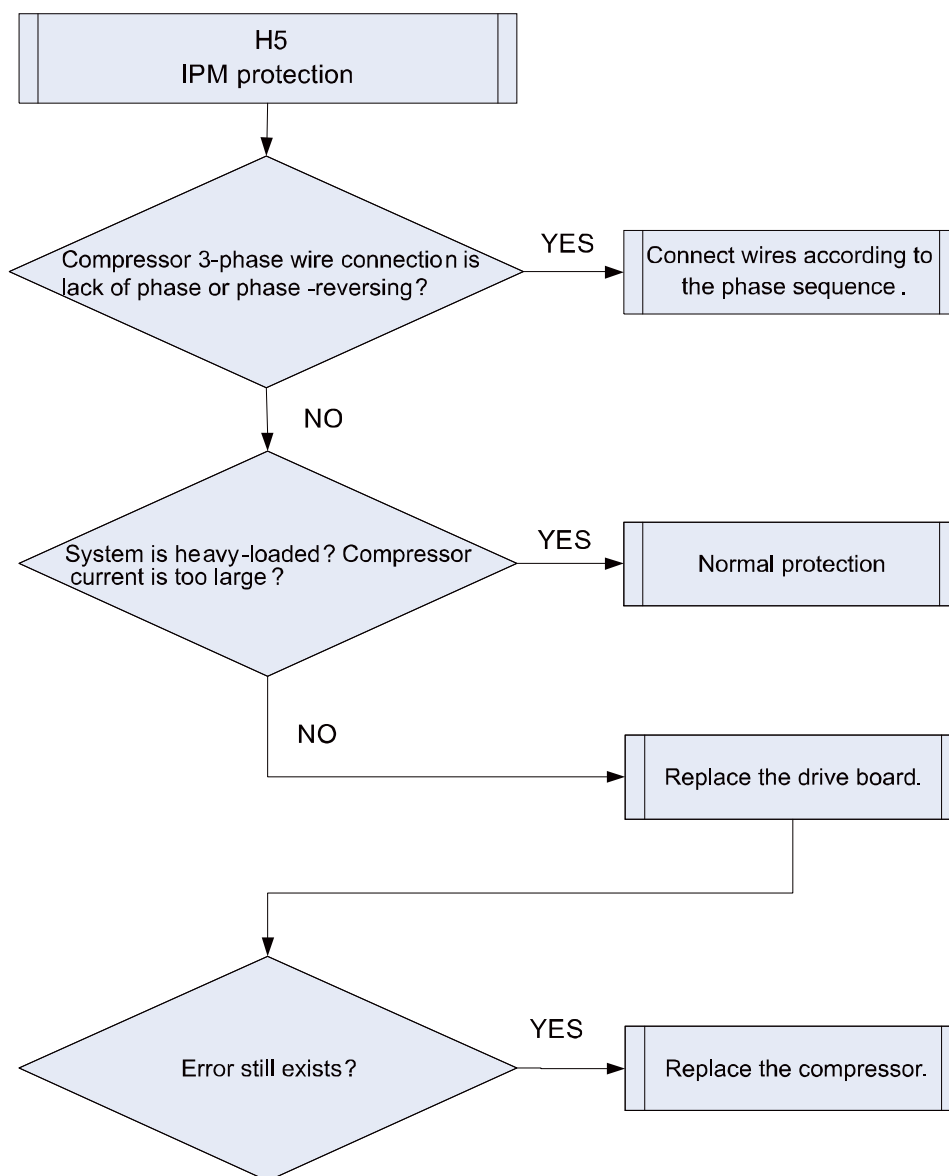 H5
IPM protection
Compressor 3-phase wire connection is
lack of phase or phase -reversing?
YES
Connect wires according to
the phase sequence.
NO
System is heavy-loaded? Compressor
current is too large?
YES
Normal protection
NO
Replace the drive board.
Error still exists?
YES
Replace the compressor.